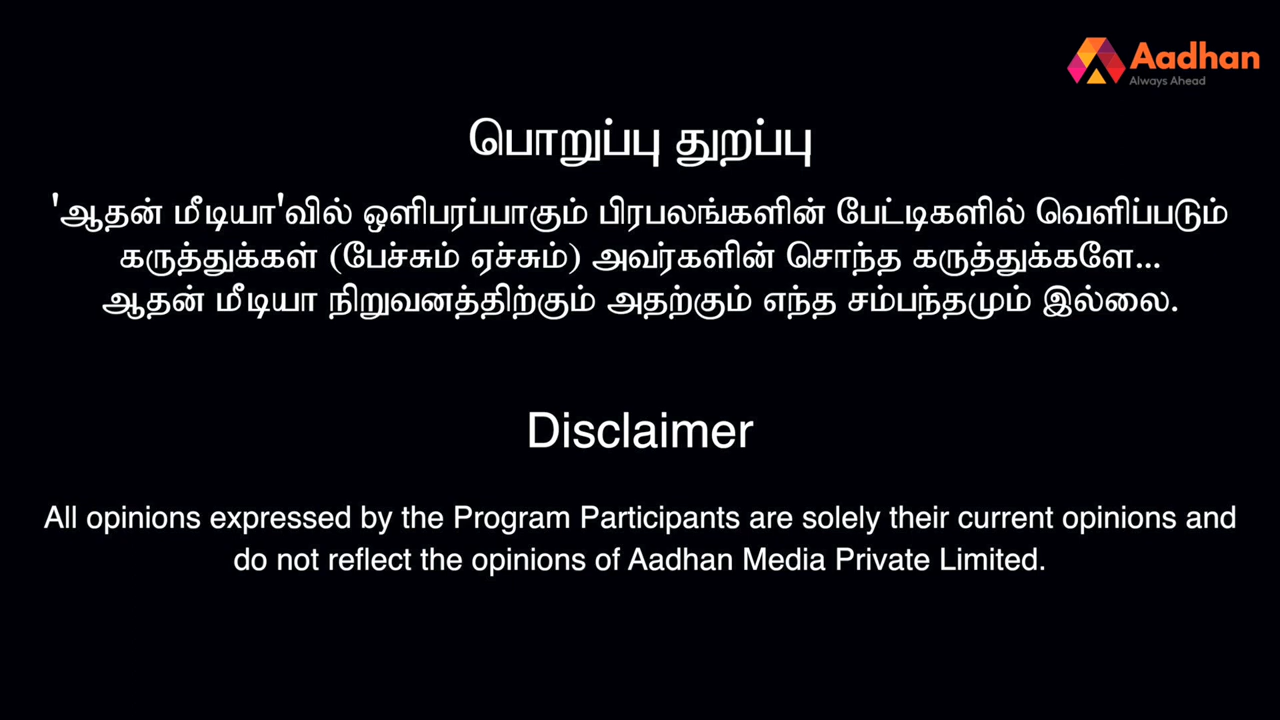 Aadhan
Always Ahead
பொறுப்பு துறப்பு
'ஆதன் மீடியா'வில் ஒளிபரப்பாகும் பிரபலங்களின் பேட்டிகளில் வெளிப்படும்
கருத்துக்கள் (பேச்சும் ஏச்சும்) அவர்களின் சொந்த கருத்துக்களே...
ஆதன் மீடியா நிறுவனத்திற்கும் அதற்கும் எந்த சம்பந்தமும் இல்லை.
Disclaimer
All opinions expressed by the Program Participants are solely their current opinions and
do not reflect the opinions of Aadhan Media Private Limited.